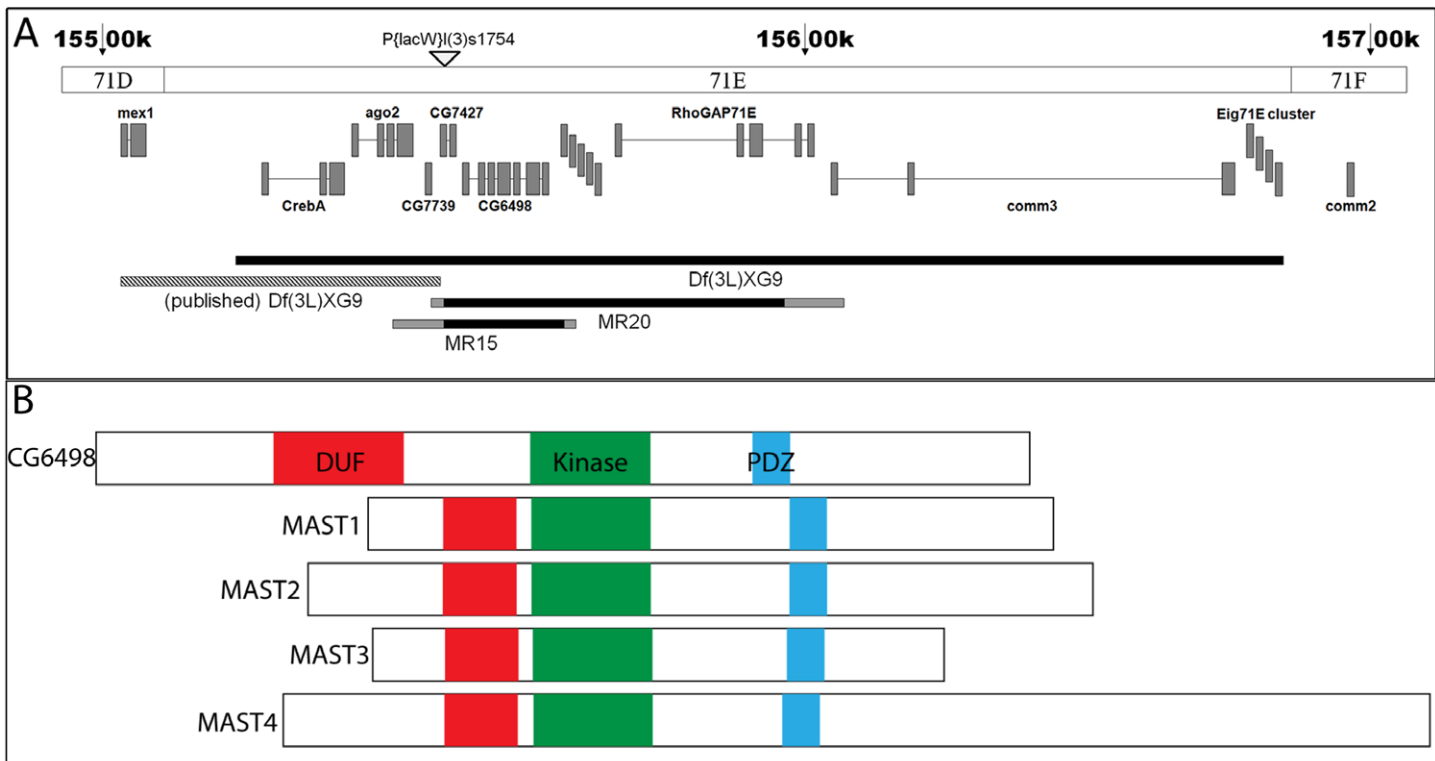 A
155,00k P{lacW}l(3)s1754 156,00k 157,00k
71D 71E 71F
mex1 ago2 CG7427 RhoGAP71E Eig71E cluster
CrebA CG7739 CG6498 comm3 comm2
(published) Df(3L)XG9 Df(3L)XG9
MR20
MR15
B
CG6498 DUF Kinase PDZ
MAST1
MAST2
MAST3
MAST4